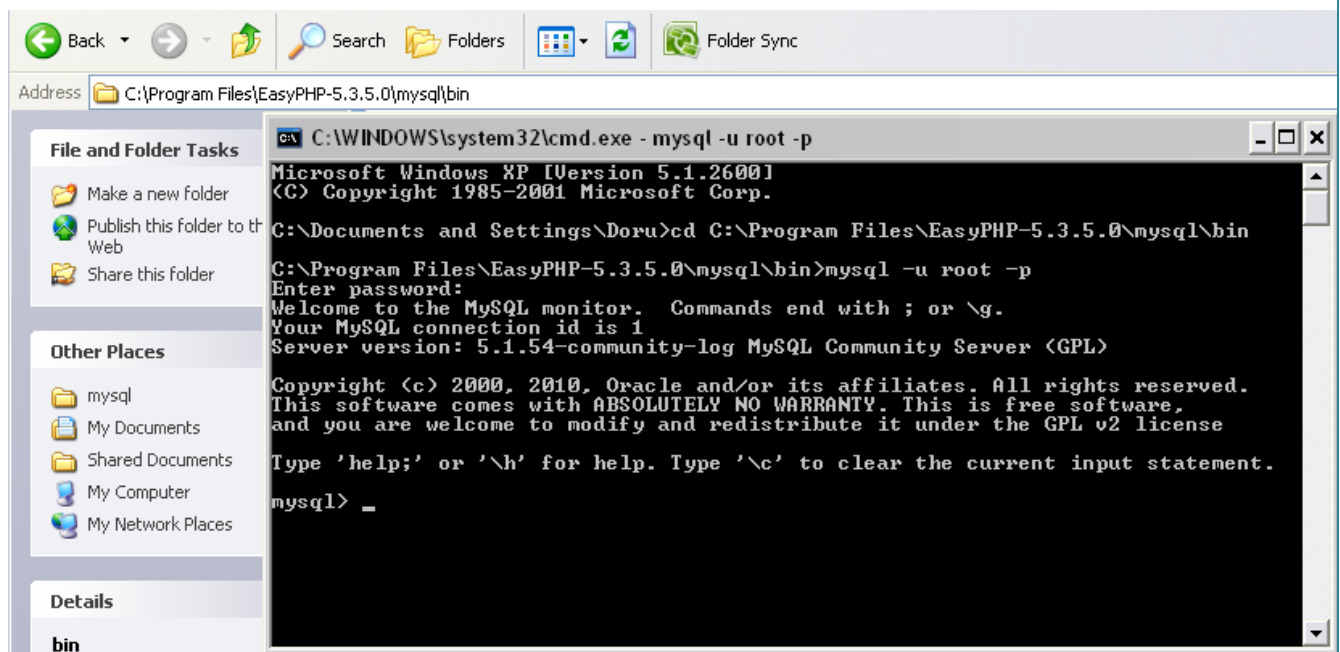 Back Search Folders Folder Sync
Address C:\Program Files\EasyPHP-5.3.5.0\mysql\bin
File and Folder Tasks
Make a new folder
Publish this folder to th
Web
Share this folder
Other Places
mysql
My Documents
Shared Documents
My Computer
My Network Places
Details
bin
C:\WINDOWS\system32\cmd.exe - mysql -u root -p
Microsoft Windows XP [Version 5.1.2600]
(C) Copyright 1985-2001 Microsoft Corp.
C:\Documents and Settings\Doru>cd C:\Program Files\EasyPHP-5.3.5.0\mysql\bin
C:\Program Files\EasyPHP-5.3.5.0\mysql\bin>mysql -u root -p
Enter password:
Welcome to the MySQL monitor.  Commands end with ; or \g.
Your MySQL connection id is 1
Server version: 5.1.54-community-log MySQL Community Server (GPL)
Copyright (c) 2000, 2010, Oracle and/or its affiliates. All rights reserved.
This software comes with ABSOLUTELY NO WARRANTY. This is free software,
and you are welcome to modify and redistribute it under the GPL v2 license
Type 'help;' or '\h' for help. Type '\c' to clear the current input statement.
mysql> _